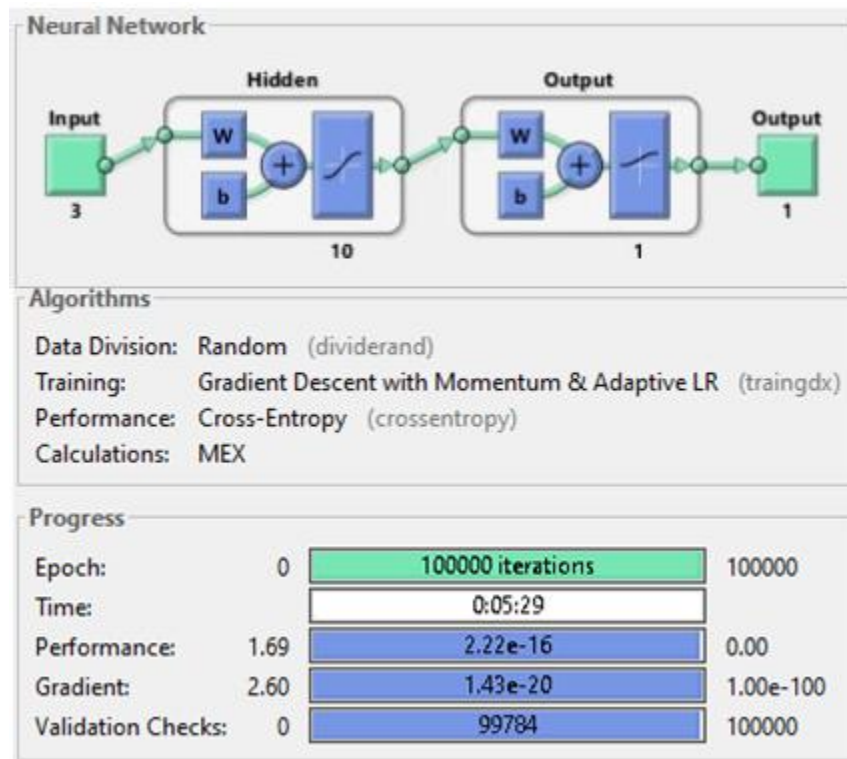 Neural Network
Hidden
Output
Input
W
b
+
W
b
+
Output
3
10
1
1
Algorithms
Data Division: Random (dividerand)
Training: Gradient Descent with Momentum & Adaptive LR (traingdx)
Performance: Cross-Entropy (crossentropy)
Calculations: MEX
Progress
Epoch: 0 100000 iterations 100000
Time: 0:05:29
Performance: 1.69 2.22e-16 0.00
Gradient: 2.60 1.43e-20 1.00e-100
Validation Checks: 0 99784 100000